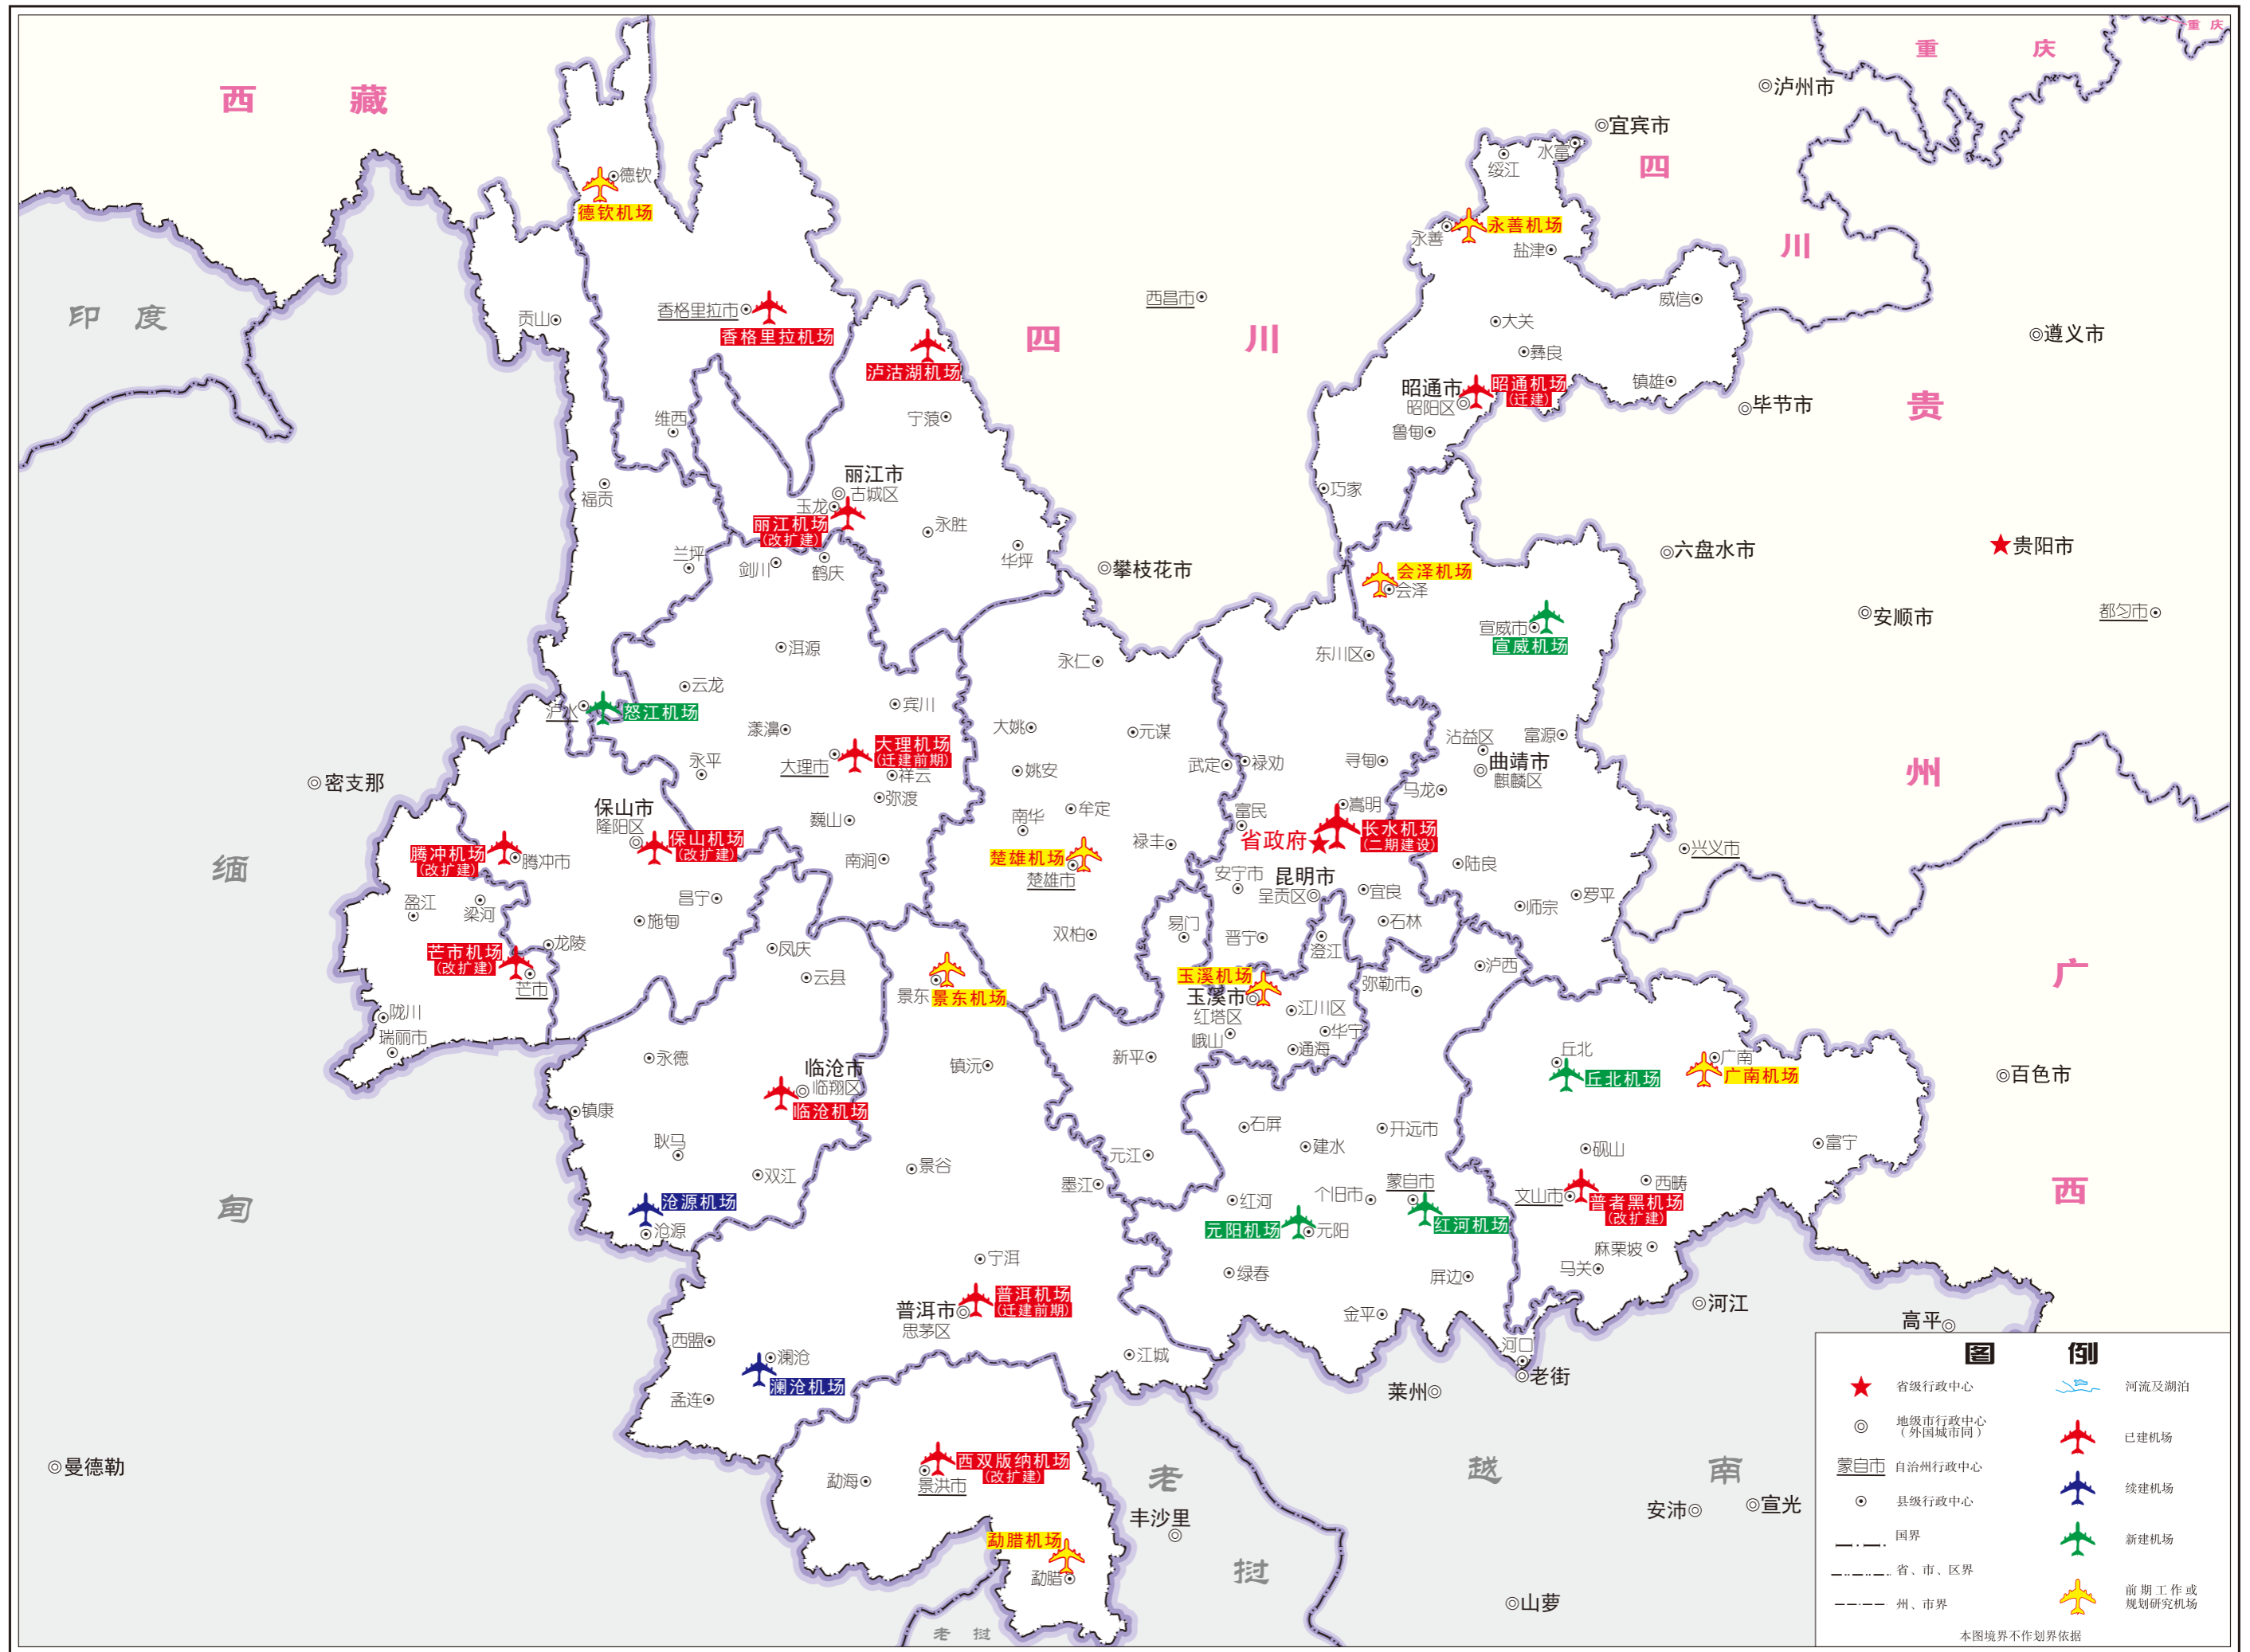 重 庆
西 藏
重 庆
泸州市
宜宾市
四
水富
绥江
德钦
德钦机场
永善机场
永善
盐津
川
印 度
贡山
香格里拉市
香格里拉机场
西昌市
威信
大关
遵义市
四 川
泸沽湖机场
彝良
昭通市
昭阳区
昭通机场
(迁建)
镇雄
毕节市
贵
维西
宁蒗
鲁甸
丽江市
古城区
玉龙
福贡
巧家
丽江机场
(改扩建)
永胜
兰坪
剑川
鹤庆
华坪
攀枝花市
六盘水市
贵阳市
会泽机场
会泽
宣威市
宣威机场
安顺市
都匀市
洱源
永仁
东川区
云龙
泸水
怒江机场
宾川
漾濞
大姚
元谋
沾益区
富源
大理市
大理机场
(迁建前期)
祥云
永平
姚安
武定
禄劝
寻甸
曲靖市
麒麟区
州
密支那
弥渡
马龙
保山市
隆阳区
保山机场
(改扩建)
巍山
南华
牟定
富民
嵩明
省政府
长水机场
(二期建设)
缅
腾冲机场
(改扩建)
腾冲市
南涧
楚雄机场
楚雄市
禄丰
兴义市
陆良
安宁市
昆明市
呈贡区
宜良
罗平
师宗
盈江
梁河
昌宁
施甸
双柏
易门
晋宁
澄江
石林
龙陵
芒市机场
(改扩建)
芒市
凤庆
云县
景东
景东机场
玉溪机场
玉溪市
红塔区
江川区
弥勒市
泸西
广
陇川
瑞丽市
峨山
华宁
通海
永德
镇沅
新平
丘北
丘北机场
广南
广南机场
百色市
临沧市
临翔区
临沧机场
镇康
石屏
建水
开远市
砚山
富宁
耿马
双江
景谷
元江
墨江
西
甸
沧源机场
沧源
红河
个旧市
蒙自市
红河机场
文山市
西畴
普者黑机场
(改扩建)
元阳机场
元阳
宁洱
绿春
屏边
麻栗坡
马关
普洱市
思茅区
普洱机场
(迁建前期)
金平
河江
高平
西盟
澜沧
澜沧机场
江城
河口
老街
莱州
孟连
曼德勒
勐海
西双版纳机场
(改扩建)
景洪市
老
越 南
丰沙里
安沛
宣光
勐腊机场
勐腊
挝
山萝
老 挝
图 例
省级行政中心
河流及湖泊
地级市行政中心
(外国城市同)
已建机场
蒙自市
自治州行政中心
续建机场
县级行政中心
国界
新建机场
省、市、区界
前期工作或
规划研究机场
州、市界
本图境界不作划界依据